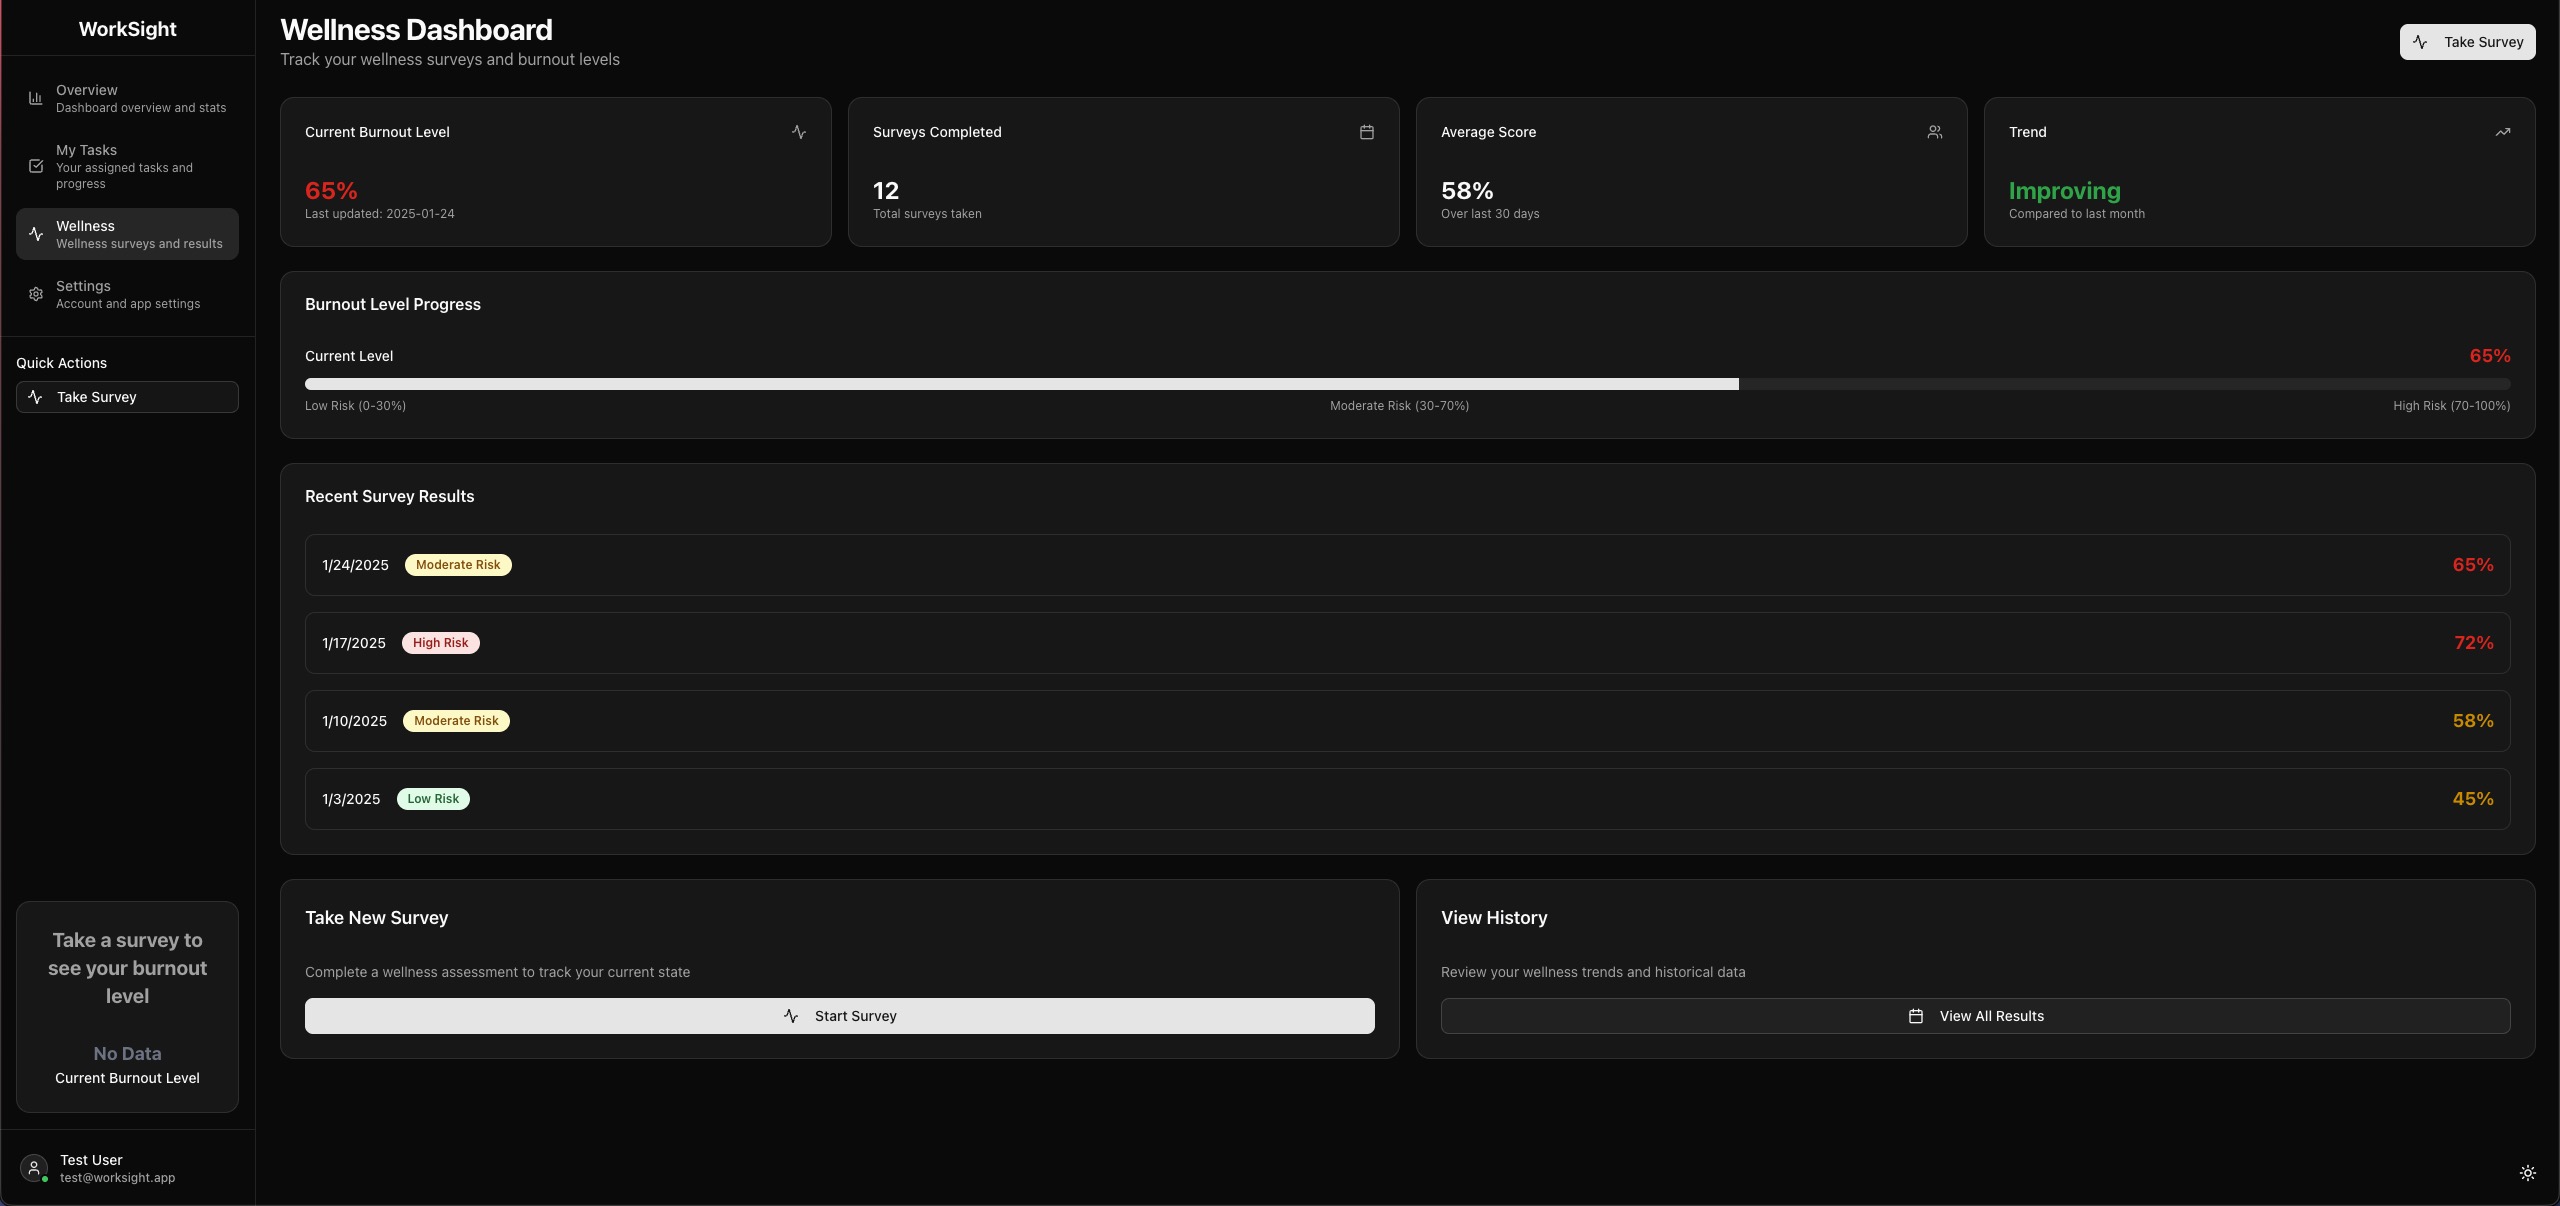 WorkSight
Overview
Dashboard overview and stats
My Tasks
Your assigned tasks and
progress
Wellness
Wellness surveys and results
Settings
Account and app settings
Quick Actions
Take Survey
Take a survey to
see your burnout
level
No Data
Current Burnout Level
Test User
test@worksight.app
Wellness Dashboard
Track your wellness surveys and burnout levels
Take Survey
Current Burnout Level
65%
Last updated: 2025-01-24
Surveys Completed
12
Total surveys taken
Average Score
58%
Over last 30 days
Trend
Improving
Compared to last month
Burnout Level Progress
Current Level
65%
Low Risk (0-30%)
Moderate Risk (30-70%)
High Risk (70-100%)
Recent Survey Results
1/24/2025 Moderate Risk 65%
1/17/2025 High Risk 72%
1/10/2025 Moderate Risk 58%
1/3/2025 Low Risk 45%
Take New Survey
Complete a wellness assessment to track your current state
Start Survey
View History
Review your wellness trends and historical data
View All Results